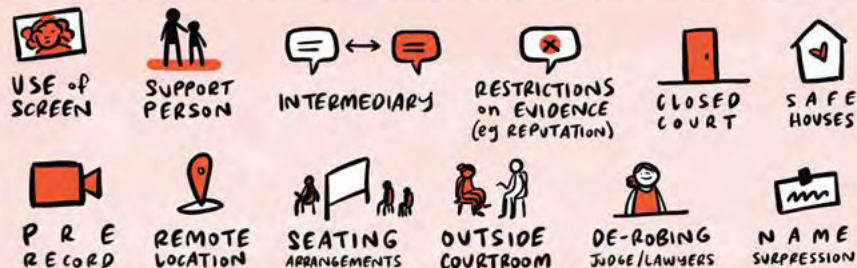 USE of
SCREEN
SUPPORT
PERSON
INTERMEDIARY
RESTRICTIONS
on EVIDENCE
(eg REPUTATION)
CLOSED
COURT
SAFE
HOUSES
PRE
RECORD
REMOTE
LOCATION
SEATING
ARRANGEMENTS
OUTSIDE
COURTROOM
DE-ROBING
JUDGE/LAWYERS
NAME
SURPRESSION